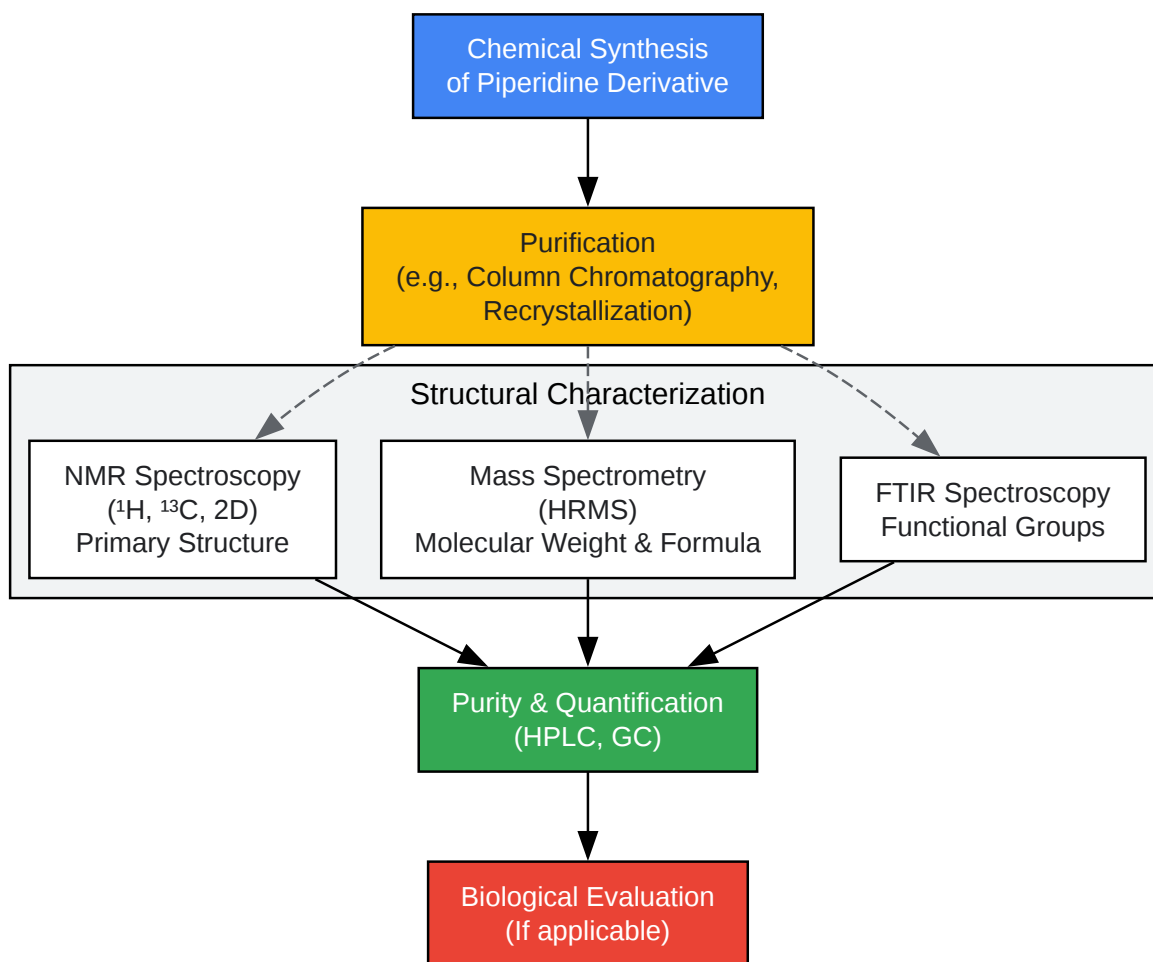 Chemical Synthesis
of Piperidine Derivative
Purification
(e.g., Column Chromatography,
Recrystallization)
Structural Characterization
NMR Spectroscopy
(¹H, ¹³C, 2D)
Primary Structure
Mass Spectrometry
(HRMS)
Molecular Weight & Formula
FTIR Spectroscopy
Functional Groups
Purity & Quantification
(HPLC, GC)
Biological Evaluation
(If applicable)